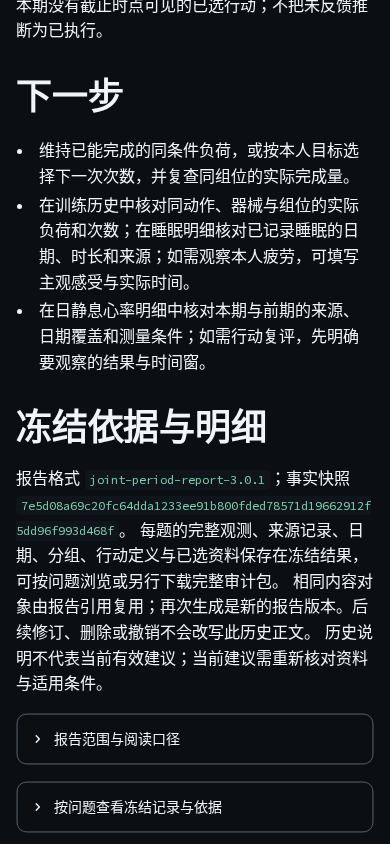 本期没有截止时点可见的已选行动；不把未反馈推
断为已执行。
下一步
• 维持已能完成的同条件负荷，或按本人目标选
择下一次次数，并复查同组位的实际完成量。
• 在训练历史中核对同动作、器械与组位的实际
负荷和次数；在睡眠明细核对已记录睡眠的日
期、时长和来源；如需观察本人疲劳，可填写
主观感受与实际时间。
• 在日静息心率明细中核对本期与前期的来源、
日期覆盖和测量条件；如需行动复评，先明确
要观察的结果与时间窗。
冻结依据与明细
报告格式 joint-period-report-3.0.1；事实快照
7e5d08a69c20fc64dda1233ee91b800fded78571d19662912f
5dd96f993d468f。 每题的完整观测、来源记录、日
期、分组、行动定义与已选资料保存在冻结结果，
可按问题浏览或另行下载完整审计包。 相同内容对
象由报告引用复用；再次生成是新的报告版本。后
续修订、删除或撤销不会改写此历史正文。 历史说
明不代表当前有效建议；当前建议需重新核对资料
与适用条件。
报告范围与阅读口径
按问题查看冻结记录与依据